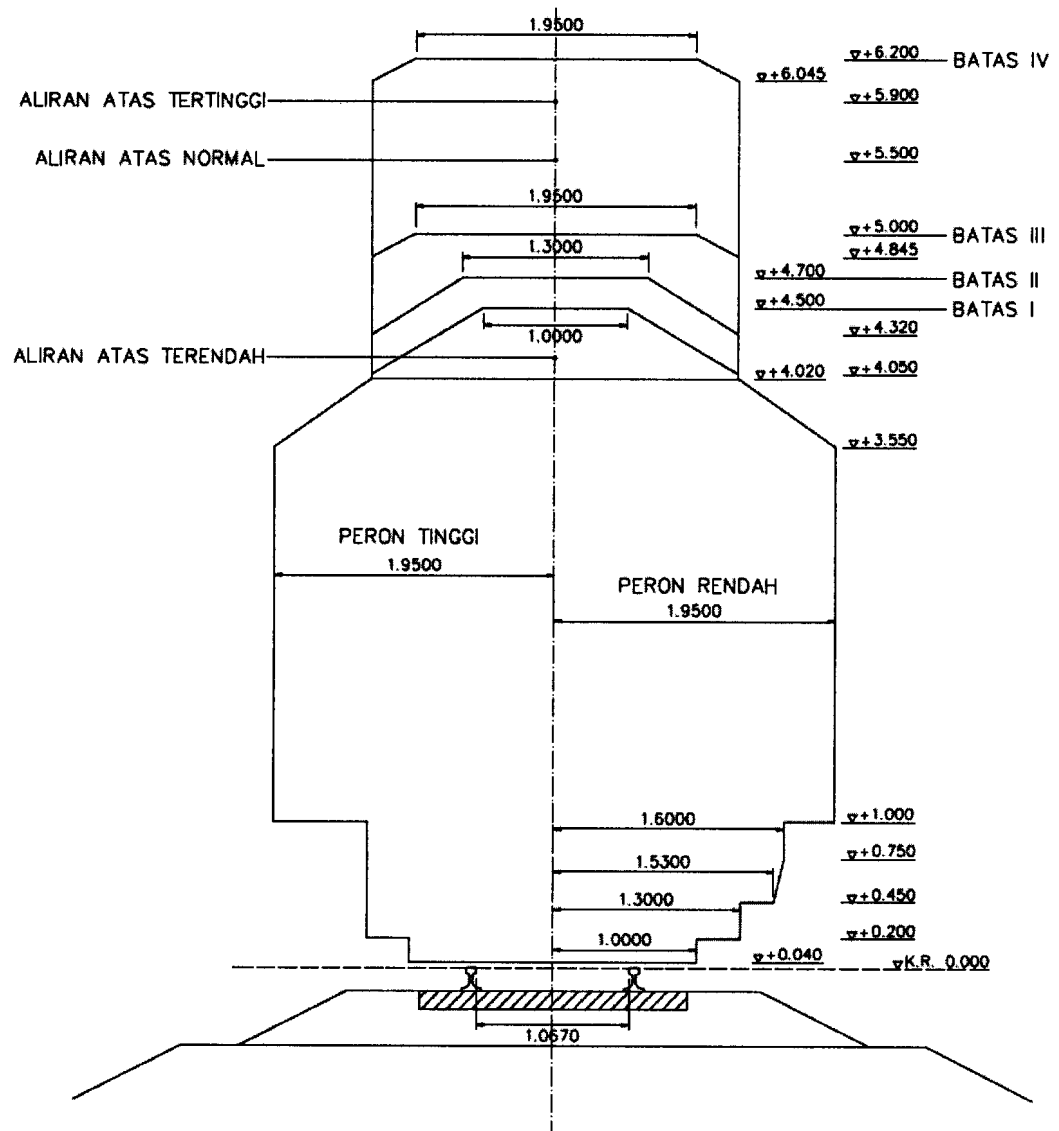 1.9500
▽+6.200 BATAS IV
▽+6.045
ALIRAN ATAS TERTINGGI
▽+5.900
ALIRAN ATAS NORMAL
▽+5.500
1.9500
▽+5.000 BATAS III
1.3000
▽+4.845
▽+4.700 BATAS II
▽+4.500 BATAS I
1.0000
▽+4.320
ALIRAN ATAS TERENDAH
▽+4.020 ▽+4.050
▽+3.550
PERON TINGGI
1.9500
PERON RENDAH
1.9500
▽+1.000
1.6000
▽+0.750
1.5300
▽+0.450
1.3000
▽+0.200
1.0000
▽+0.040 ▽K.R. 0.000
1.0670